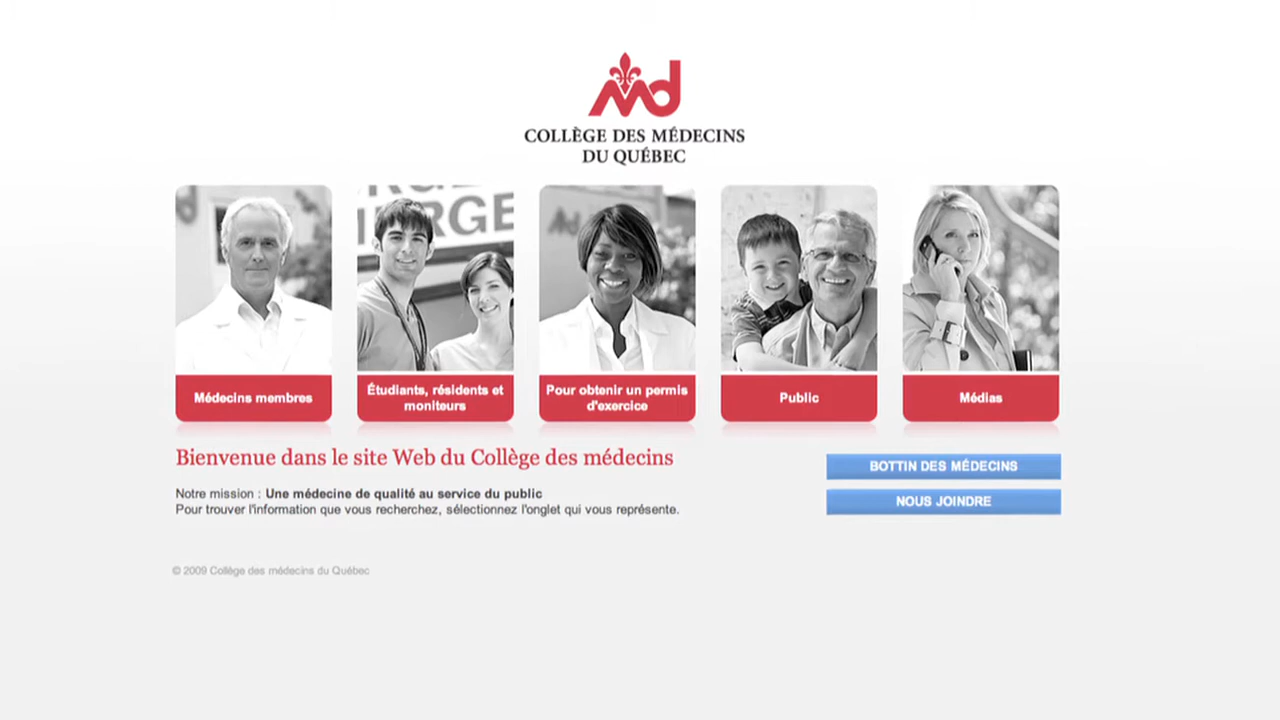 COLLÈGE DES MÉDECINS
DU QUÉBEC
Médecins membres
Étudiants, résidents et
moniteurs
Pour obtenir un permis
d'exercice
Public
Médias
Bienvenue dans le site Web du Collège des médecins
Notre mission : Une médecine de qualité au service du public
Pour trouver l'information que vous recherchez, sélectionnez l'onglet qui vous représente.
BOTTIN DES MÉDECINS
NOUS JOINDRE
© 2009 Collège des médecins du Québec